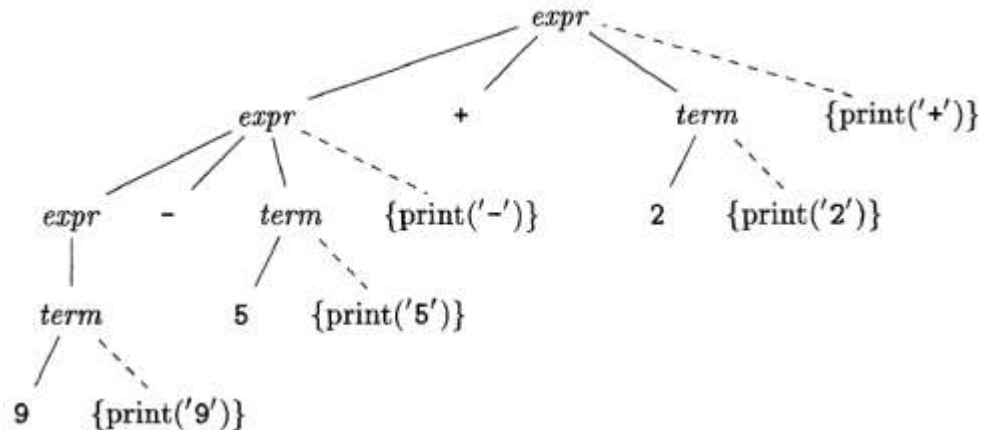 expr
expr + term {print('+')}
expr - term {print('-')} 2 {print('2')}
term 5 {print('5')}
9 {print('9')}